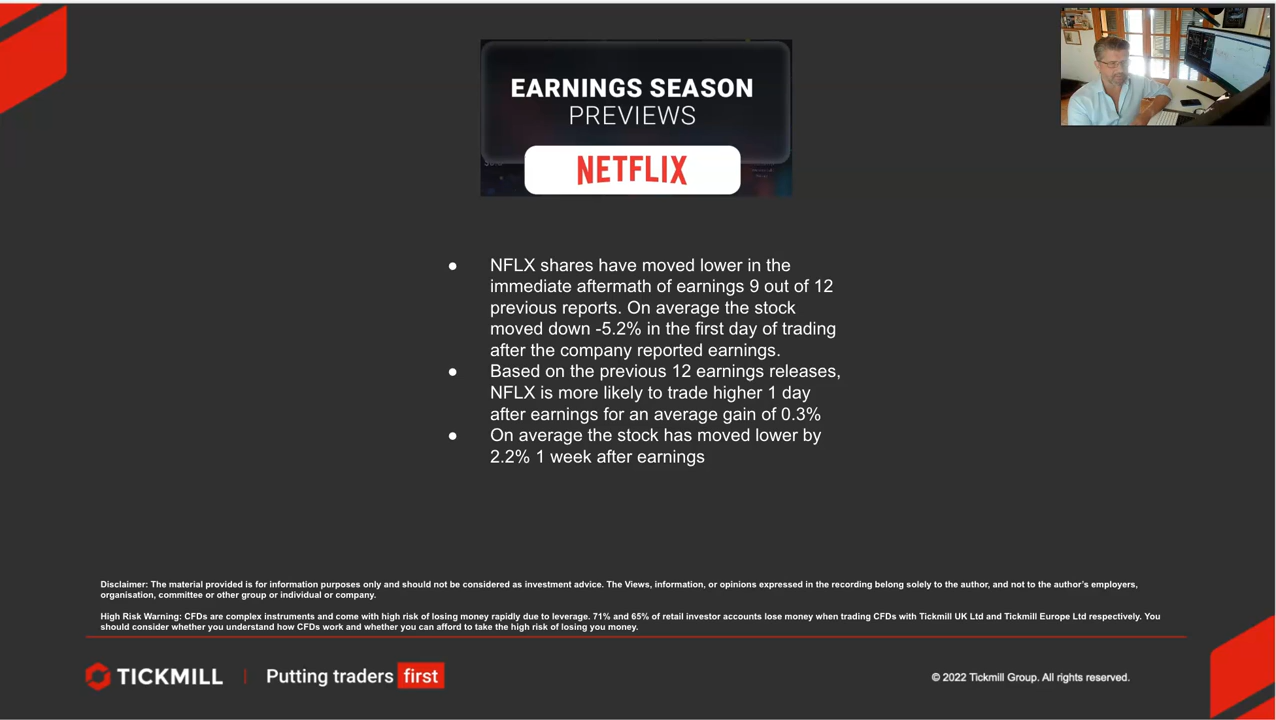 EARNINGS SEASON
PREVIEWS
NETFLIX
● NFLX shares have moved lower in the
immediate aftermath of earnings 9 out of 12
previous reports. On average the stock
moved down -5.2% in the first day of trading
after the company reported earnings.
● Based on the previous 12 earnings releases,
NFLX is more likely to trade higher 1 day
after earnings for an average gain of 0.3%
● On average the stock has moved lower by
2.2% 1 week after earnings
Disclaimer: The material provided is for information purposes only and should not be considered as investment advice. The Views, information, or opinions expressed in the recording belong solely to the author, and not to the author's employers,
organisation, committee or other group or individual or company.
High Risk Warning: CFDs are complex instruments and come with high risk of losing money rapidly due to leverage. 71% and 65% of retail investor accounts lose money when trading CFDs with Tickmill UK Ltd and Tickmill Europe Ltd respectively. You
should consider whether you understand how CFDs work and whether you can afford to take the high risk of losing you money.
TICKMILL | Putting traders first
© 2022 Tickmill Group. All rights reserved.